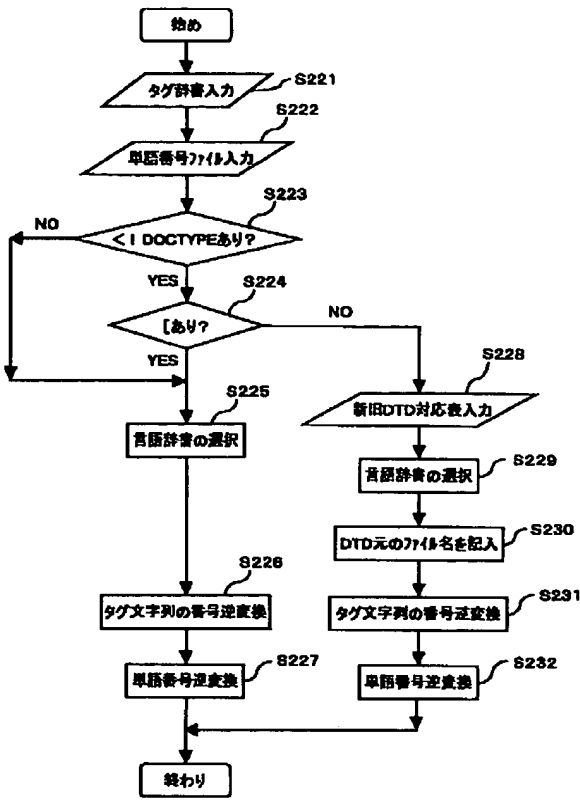 始め
タグ辞書入力
S221
単語番号ファイル入力
S222
<! DOCTYPEあり?
S223
NO
YES
[あり?
S224
NO
YES
新旧DTD対応表入力
S228
言語辞書の選択
S225
言語辞書の選択
S229
DTD元のファイル名を記入
S230
タグ文字列の番号逆変換
S226
タグ文字列の番号逆変換
S231
単語番号逆変換
S227
単語番号逆変換
S232
終わり